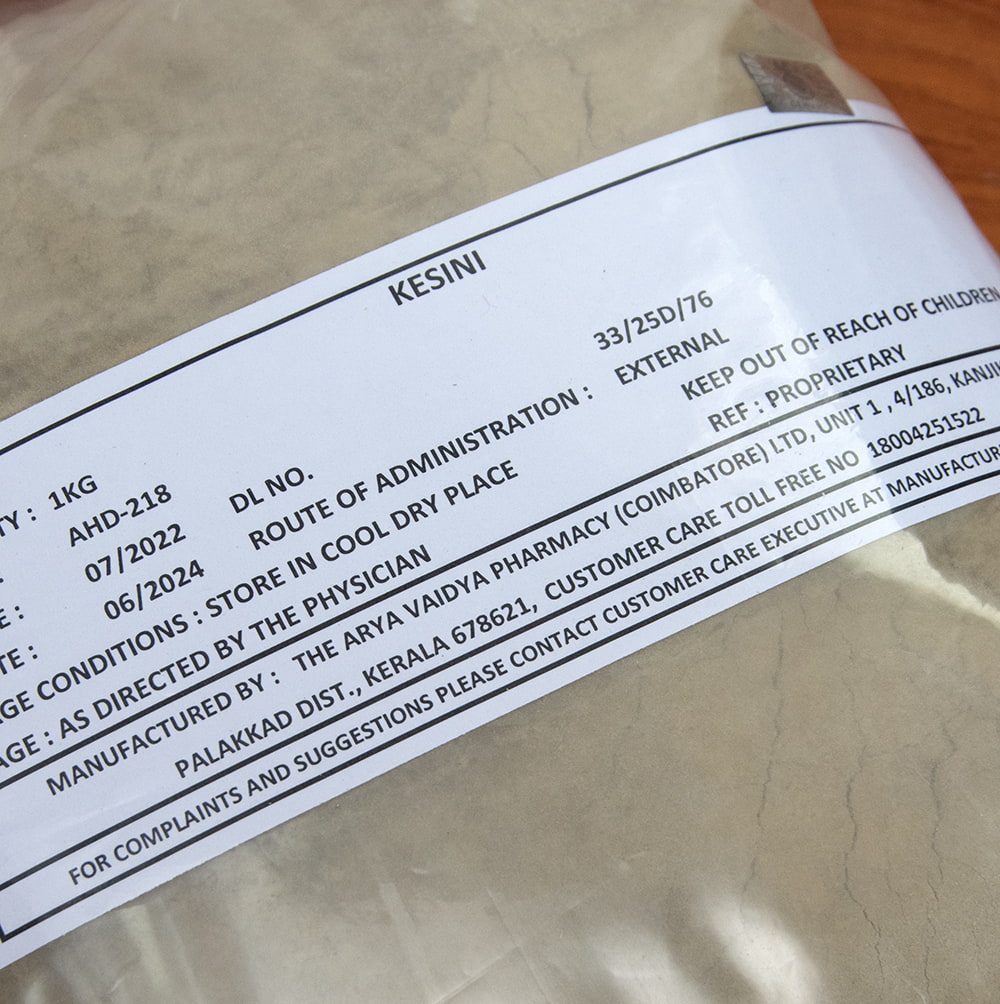 KESINI
TY : 1KG
AHD-218 DL NO. 33/25D/76
E : 07/2022 ROUTE OF ADMINISTRATION : EXTERNAL
TE : 06/2024
AGE CONDITIONS : STORE IN COOL DRY PLACE KEEP OUT OF REACH OF CHILDREN
AGE : AS DIRECTED BY THE PHYSICIAN REF : PROPRIETARY
MANUFACTURED BY : THE ARYA VAIDYA PHARMACY (COIMBATORE) LTD, UNIT 1 , 4/186, KANJIK
PALAKKAD DIST., KERALA 678621, CUSTOMER CARE TOLL FREE NO 18004251522
FOR COMPLAINTS AND SUGGESTIONS PLEASE CONTACT CUSTOMER CARE EXECUTIVE AT MANUFACTUR